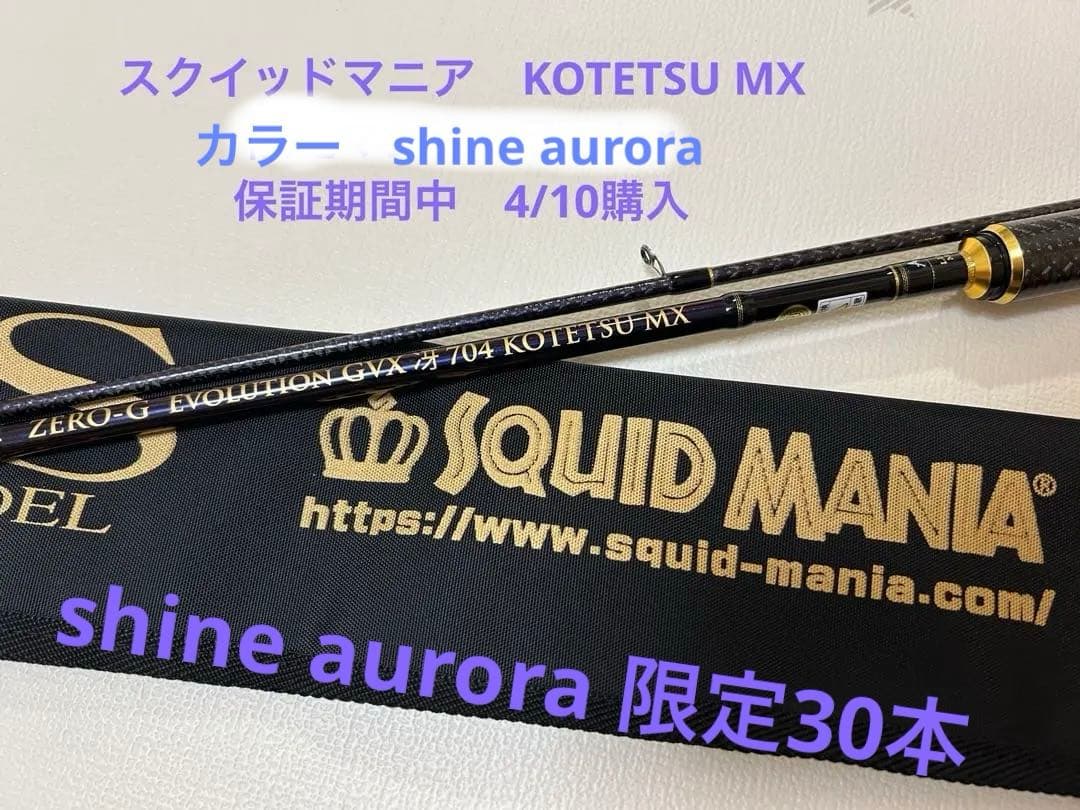 スクイッドマニア　KOTETSU MX
カラー　shine aurora
保証期間中　4/10購入
ZERO-G EVOLUTION GVX 冴 704 KOTETSU MX
S
DEL
SQUID MANIA®
https://www.squid-mania.com/
shine aurora 限定30本